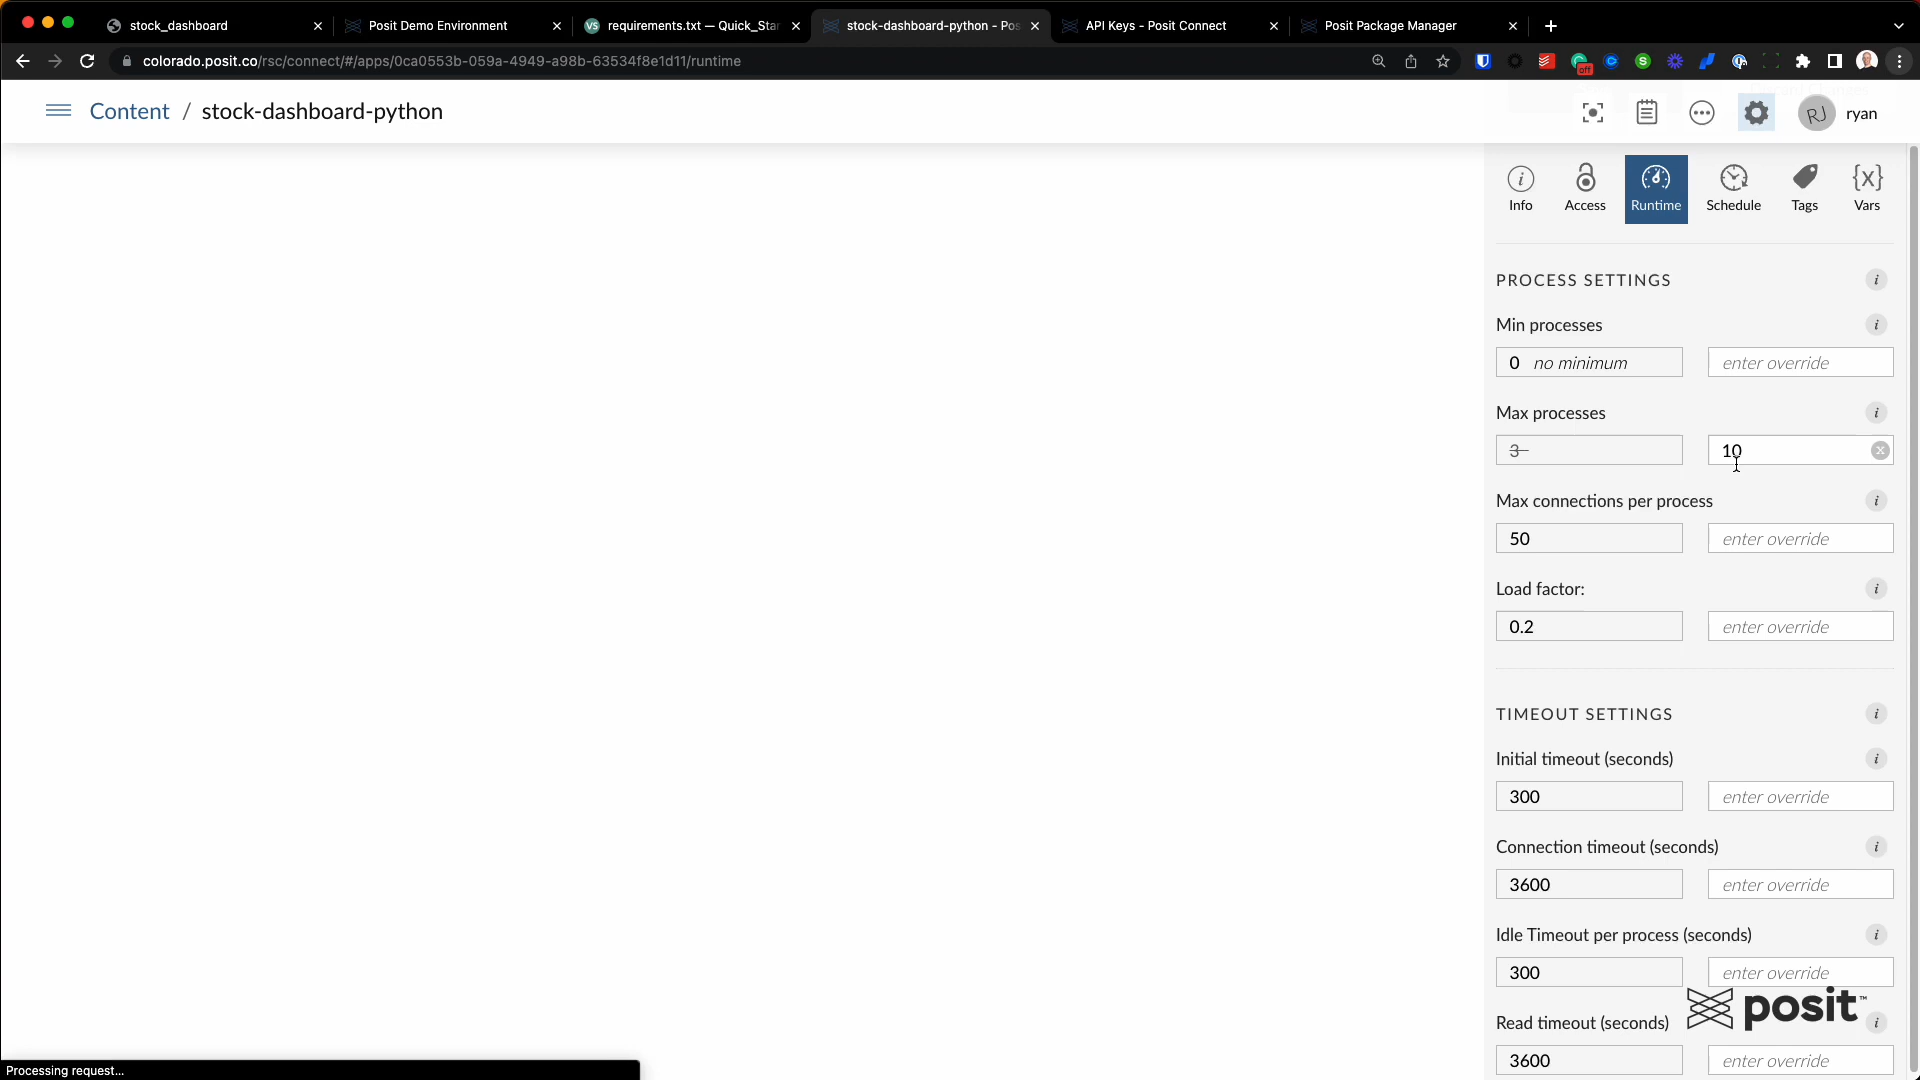 stock_dashboard
Posit Demo Environment
VS requirements.txt — Quick_Star
stock-dashboard-python - Pos
API Keys - Posit Connect
Posit Package Manager
colorado.posit.co/rsc/connect/#/apps/0ca0553b-059a-4949-a98b-63534f8e1d11/runtime
off
Content / stock-dashboard-python
RJ ryan
Info
Access
Runtime
Schedule
Tags
{x} Vars
PROCESS SETTINGS
Min processes
0 no minimum
enter override
Max processes
3
10
Max connections per process
50
enter override
Load factor:
0.2
enter override
TIMEOUT SETTINGS
Initial timeout (seconds)
300
enter override
Connection timeout (seconds)
3600
enter override
Idle Timeout per process (seconds)
300
enter override
posit™
Read timeout (seconds)
3600
enter override
Processing request...